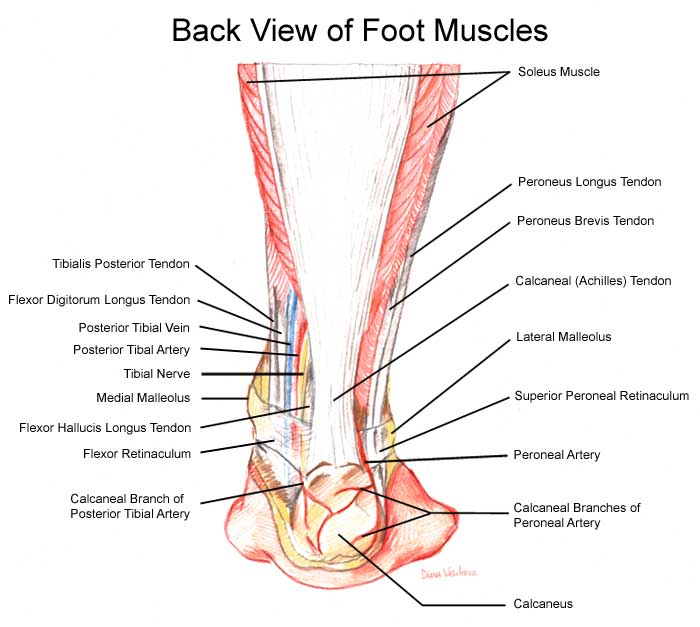 Back View of Foot Muscles
Soleus Muscle
Peroneus Longus Tendon
Peroneus Brevis Tendon
Tibialis Posterior Tendon
Calcaneal (Achilles) Tendon
Flexor Digitorum Longus Tendon
Posterior Tibial Vein
Lateral Malleolus
Posterior Tibal Artery
Tibial Nerve
Medial Malleolus
Superior Peroneal Retinaculum
Flexor Hallucis Longus Tendon
Flexor Retinaculum
Peroneal Artery
Calcaneal Branch of
Posterior Tibial Artery
Calcaneal Branches of
Peroneal Artery
Diana
Calcaneus